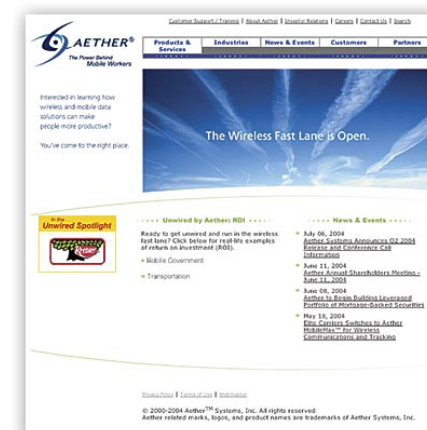 Customer Support / Training | About Aether | Investor Relations | Careers | Contact Us | Search
AETHER®
The Power Behind
Mobile Workers
Products &
Services
Industries
News & Events
Customers
Partners
Interested in learning how
wireless and mobile data
solutions can make
people more productive?
You've come to the right place.
The Wireless Fast Lane is Open.
In the
Unwired Spotlight
Keebler
Unwired by Aether: ROI
Ready to get unwired and run in the wireless
fast lane? Click below for real-life examples
of return on investment (ROI).
Mobile Government
Transportation
News & Events
July 06, 2004
Aether Systems Announces Q2 2004
Release and Conference Call
Information
June 11, 2004
Aether Annual Shareholders Meeting -
June 11, 2004
June 08, 2004
Aether to Begin Building Leveraged
Portfolio of Mortgage-Backed Securities
May 18, 2004
Elite Carriers Switches to Aether
MobileMax™ for Wireless
Communications and Tracking
Privacy Policy | Terms of Use | Webmaster
© 2000-2004 Aether™ Systems, Inc. All rights reserved
Aether related marks, logos, and product names are trademarks of Aether Systems, Inc.